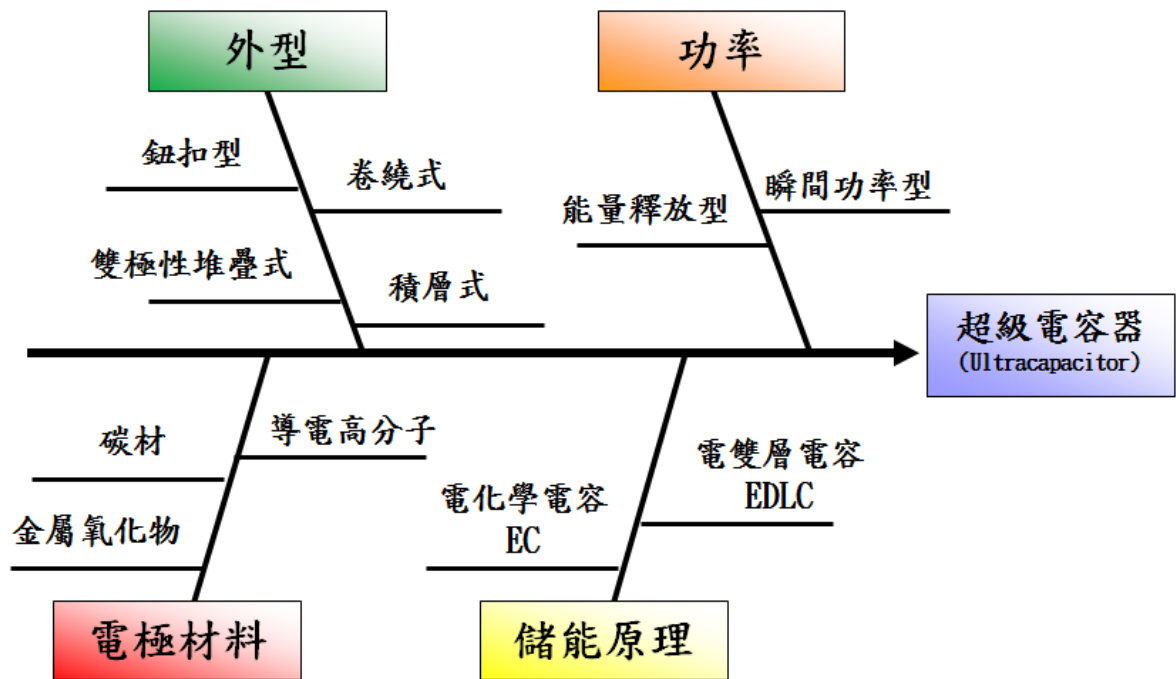 外型
功率
鈕扣型
卷繞式
雙極性堆疊式
積層式
能量釋放型
瞬間功率型
超級電容器
(Ultracapacitor)
碳材
導電高分子
金屬氧化物
電化學電容
EC
電雙層電容
EDLC
電極材料
儲能原理